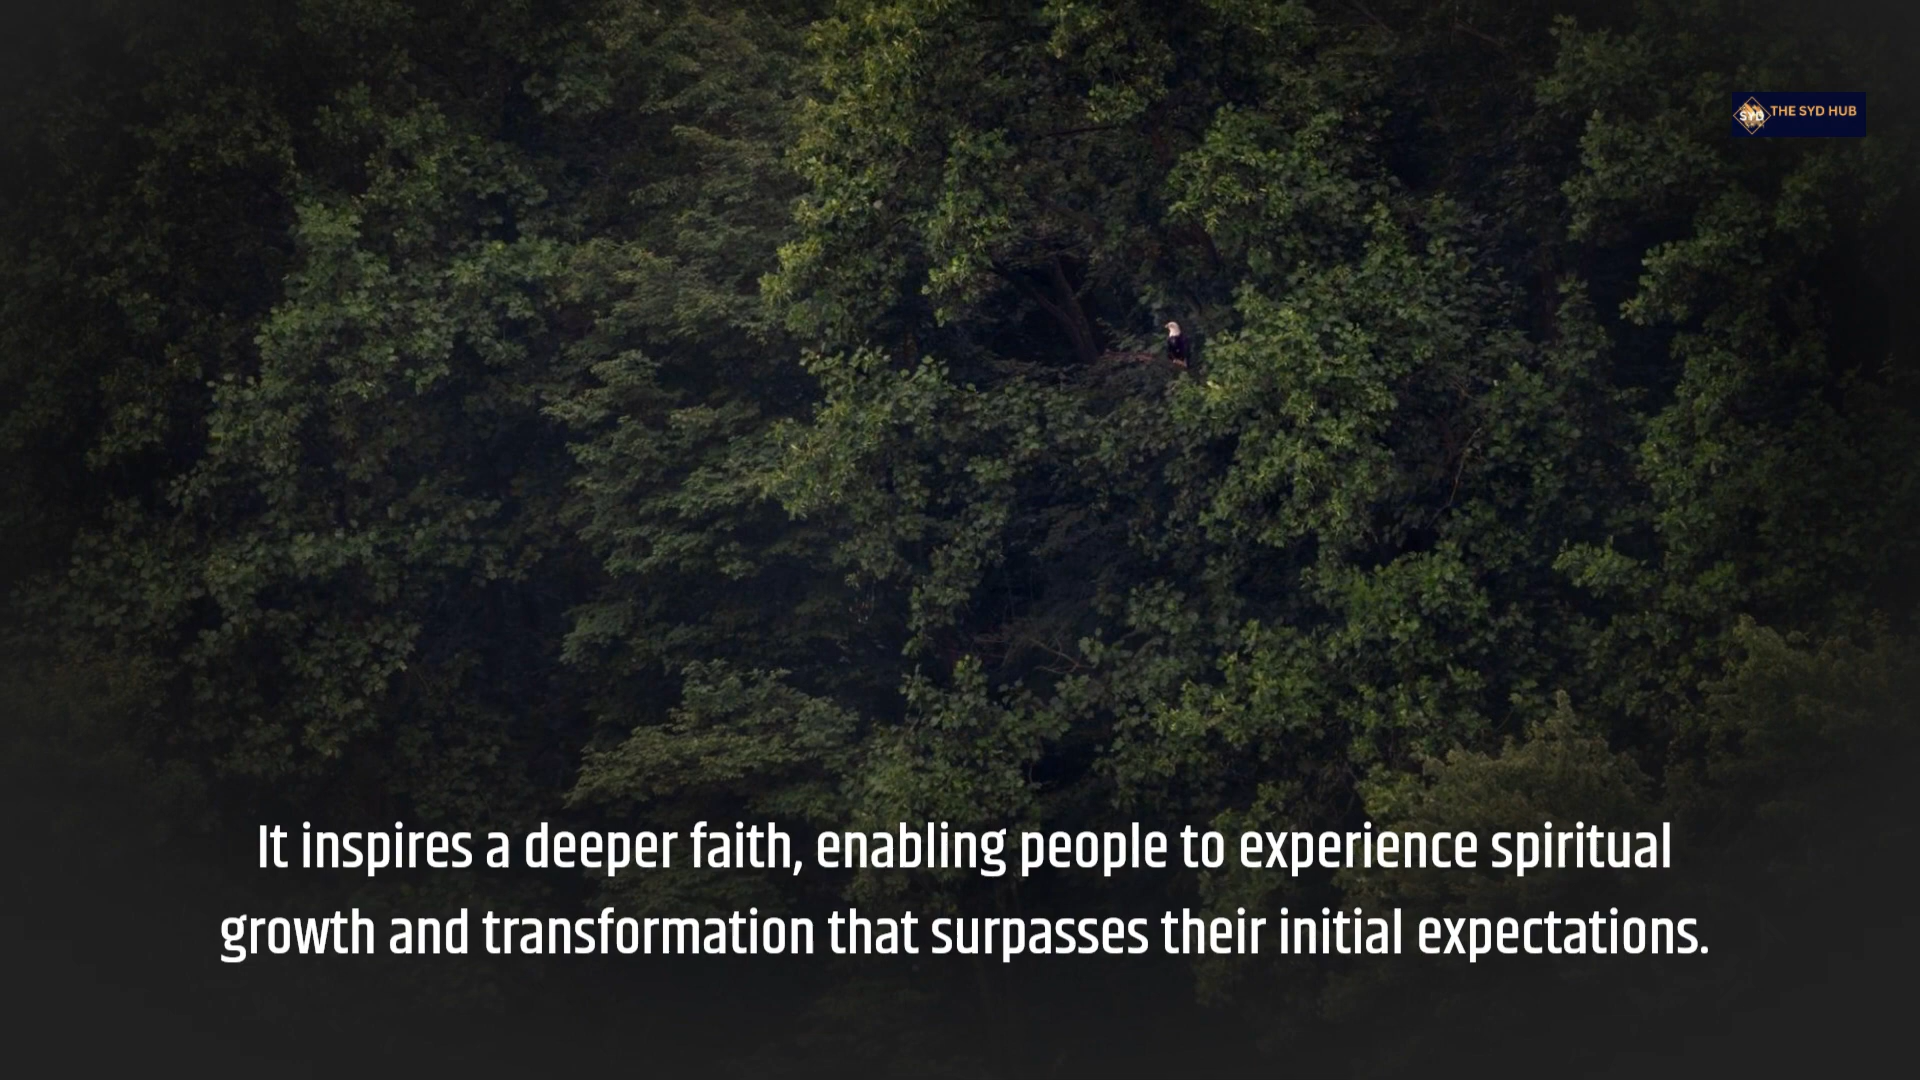 SYD THE SYD HUB
It inspires a deeper faith, enabling people to experience spiritual
growth and transformation that surpasses their initial expectations.